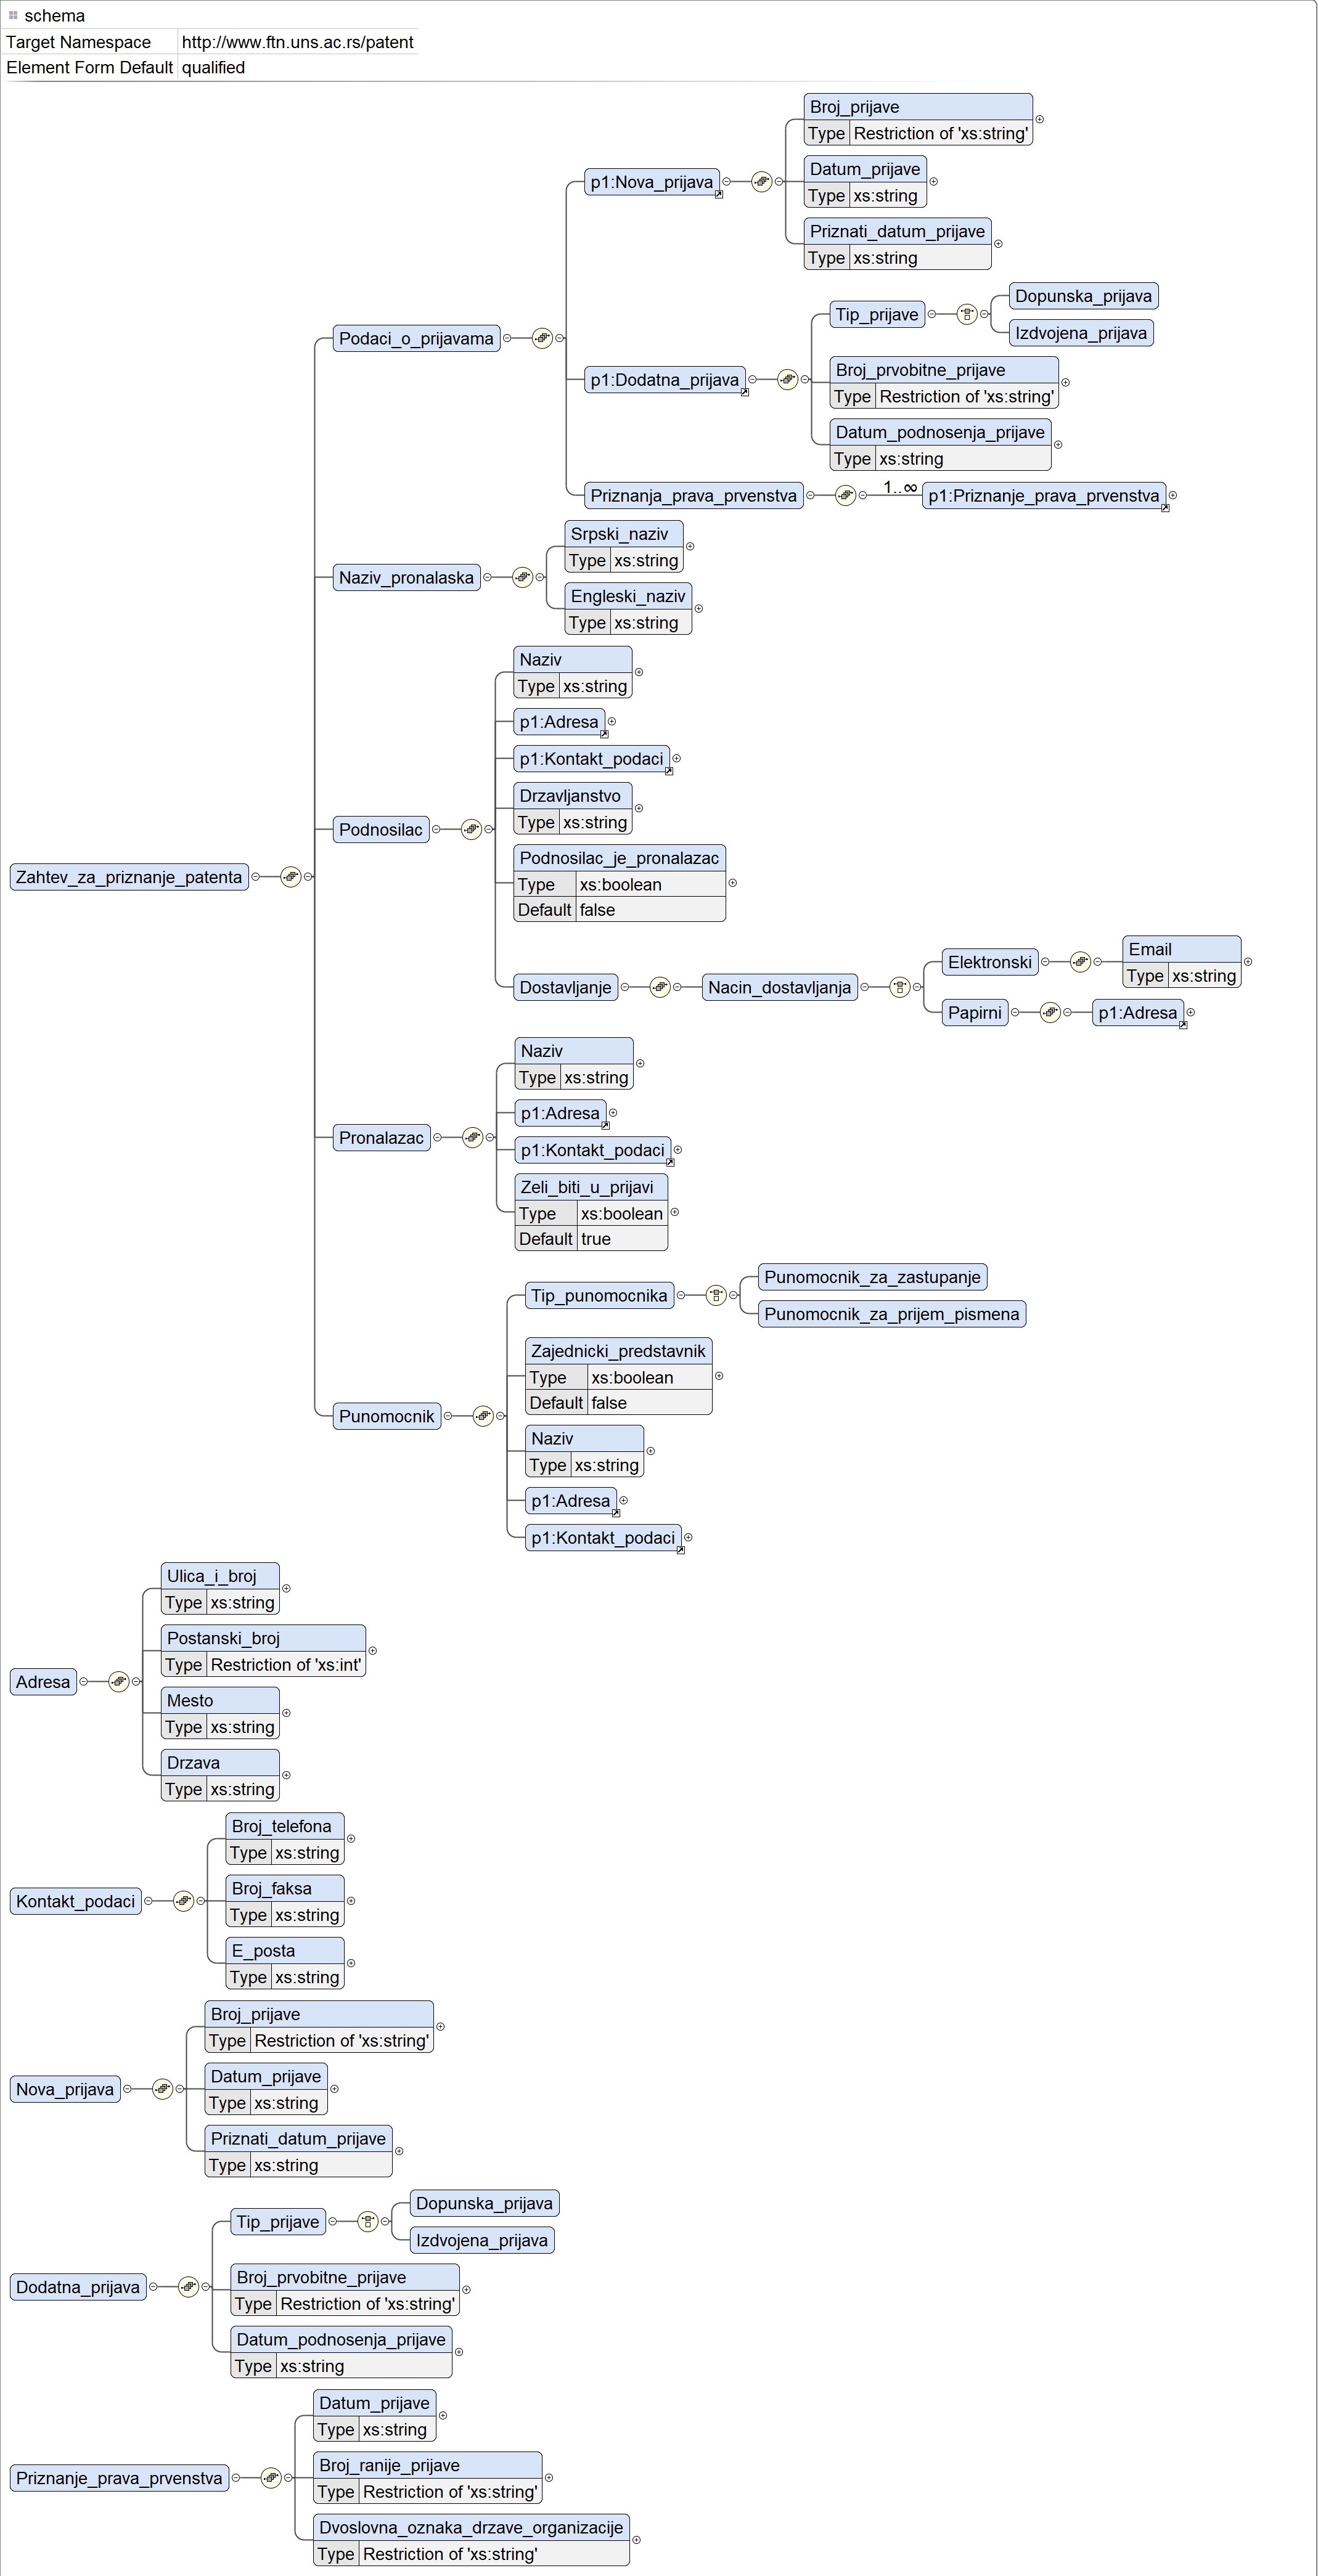 schema
Target Namespace http://www.ftn.uns.ac.rs/patent
Element Form Default qualified
Zahtev_za_priznanje_patenta
Podaci_o_prijavama
p1:Nova_prijava
Broj_prijave
Type Restriction of 'xs:string'
Datum_prijave
Type xs:string
Priznati_datum_prijave
Type xs:string
p1:Dodatna_prijava
Tip_prijave
Dopunska_prijava
Izdvojena_prijava
Broj_prvobitne_prijave
Type Restriction of 'xs:string'
Datum_podnosenja_prijave
Type xs:string
Priznanja_prava_prvenstva
1..∞
p1:Priznanje_prava_prvenstva
Naziv_pronalaska
Srpski_naziv
Type xs:string
Engleski_naziv
Type xs:string
Podnosilac
Naziv
Type xs:string
p1:Adresa
p1:Kontakt_podaci
Drzavljanstvo
Type xs:string
Podnosilac_je_pronalazac
Type xs:boolean
Default false
Dostavljanje
Nacin_dostavljanja
Elektronski
Email
Type xs:string
Papirni
p1:Adresa
Pronalazac
Naziv
Type xs:string
p1:Adresa
p1:Kontakt_podaci
Zeli_biti_u_prijavi
Type xs:boolean
Default true
Punomocnik
Tip_punomocnika
Punomocnik_za_zastupanje
Punomocnik_za_prijem_pismena
Zajednicki_predstavnik
Type xs:boolean
Default false
Naziv
Type xs:string
p1:Adresa
p1:Kontakt_podaci
Adresa
Ulica_i_broj
Type xs:string
Postanski_broj
Type Restriction of 'xs:int'
Mesto
Type xs:string
Drzava
Type xs:string
Kontakt_podaci
Broj_telefona
Type xs:string
Broj_faksa
Type xs:string
E_posta
Type xs:string
Nova_prijava
Broj_prijave
Type Restriction of 'xs:string'
Datum_prijave
Type xs:string
Priznati_datum_prijave
Type xs:string
Dodatna_prijava
Tip_prijave
Dopunska_prijava
Izdvojena_prijava
Broj_prvobitne_prijave
Type Restriction of 'xs:string'
Datum_podnosenja_prijave
Type xs:string
Priznanje_prava_prvenstva
Datum_prijave
Type xs:string
Broj_ranije_prijave
Type Restriction of 'xs:string'
Dvoslovna_oznaka_drzave_organizacije
Type Restriction of 'xs:string'